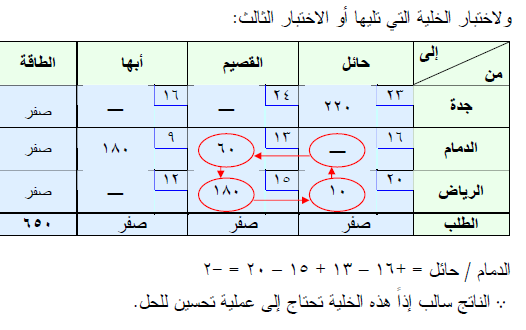 ولاختبار الخلية التي تليها أو الاختبار الثالث:
إلى
من
حائل القصيم أبها الطاقة
جدة ٢٣ ٢٢٠ ٢٤ — ١٦ — صفر
الدمام ١٦ — ١٣ ٦٠ ٩ ١٨٠ صفر
الرياض ٢٠ ١٠ ١٥ ١٨٠ ١٢ — صفر
الطلب صفر صفر صفر ٦٥٠
الدمام / حائل = +١٦ – ١٣ + ١٥ – ٢٠ = –٢
∵ الناتج سالب إذاً هذه الخلية تحتاج إلى عملية تحسين للحل.